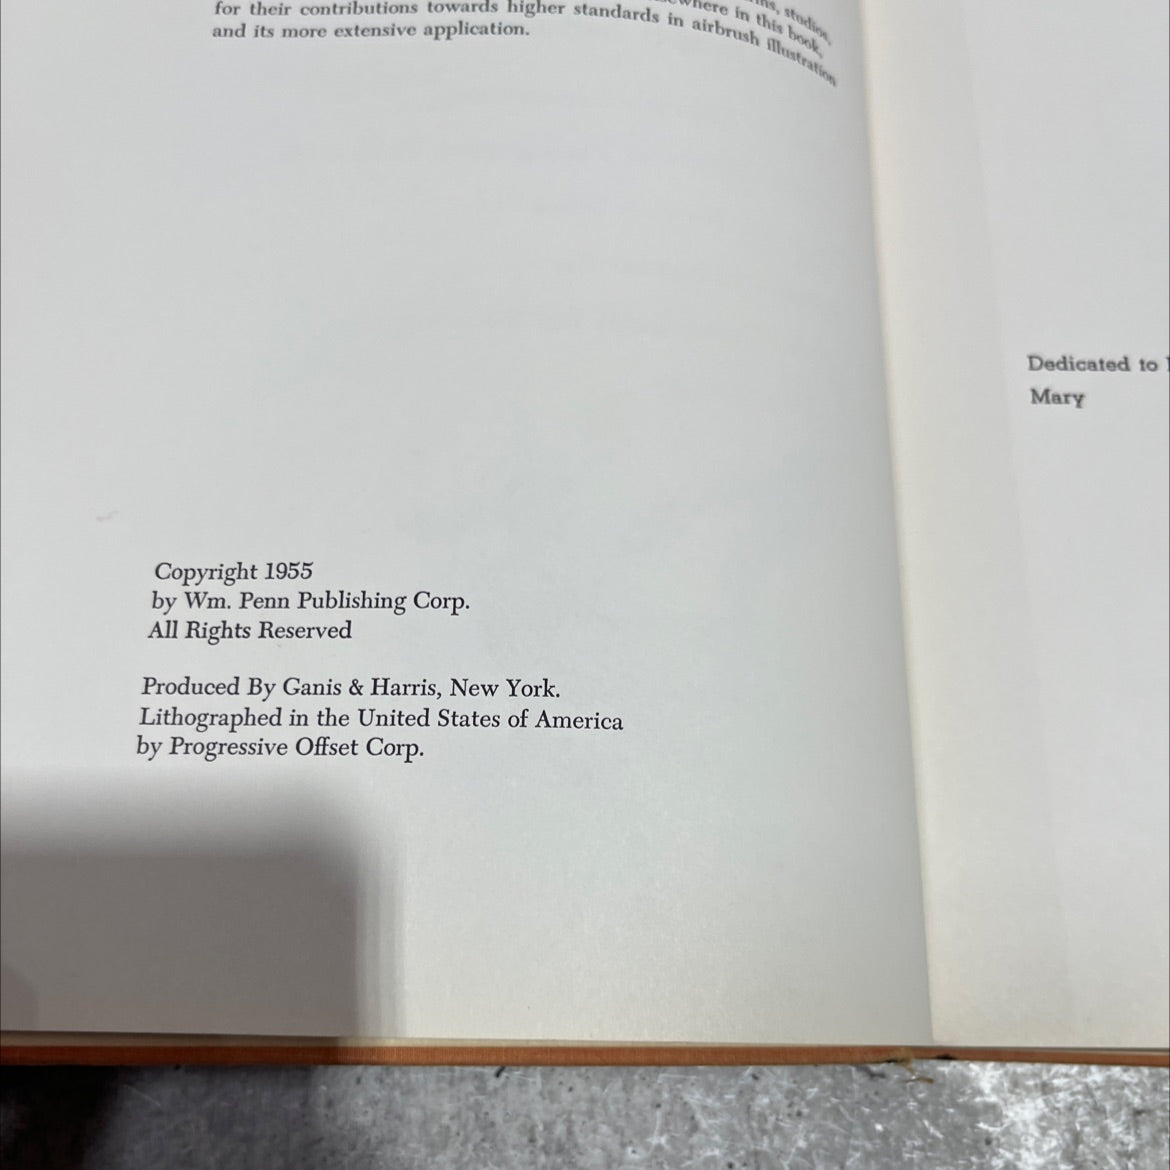 where in this book,
for their contributions towards higher standards in airbrush illustration
and its more extensive application.
Copyright 1955
by Wm. Penn Publishing Corp.
All Rights Reserved
Produced By Ganis & Harris, New York.
Lithographed in the United States of America
by Progressive Offset Corp.
Dedicated to
Mary